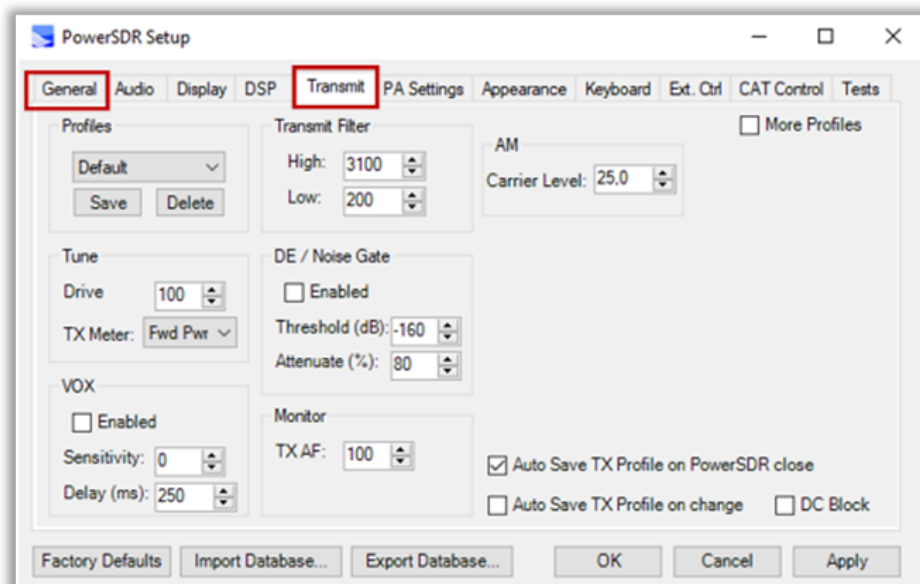 PowerSDR Setup
General Audio Display DSP Transmit PA Settings Appearance Keyboard Ext. Ctrl CAT Control Tests
Profiles
Default
Save Delete
Transmit Filter
High: 3100
Low: 200
AM
Carrier Level: 25.0
More Profiles
Tune
Drive 100
TX Meter: Fwd Pwr
DE / Noise Gate
Enabled
Threshold (dB): -160
Attenuate (%): 80
VOX
Enabled
Sensitivity: 0
Delay (ms): 250
Monitor
TX AF: 100
Auto Save TX Profile on PowerSDR close
Auto Save TX Profile on change DC Block
Factory Defaults Import Database... Export Database... OK Cancel Apply